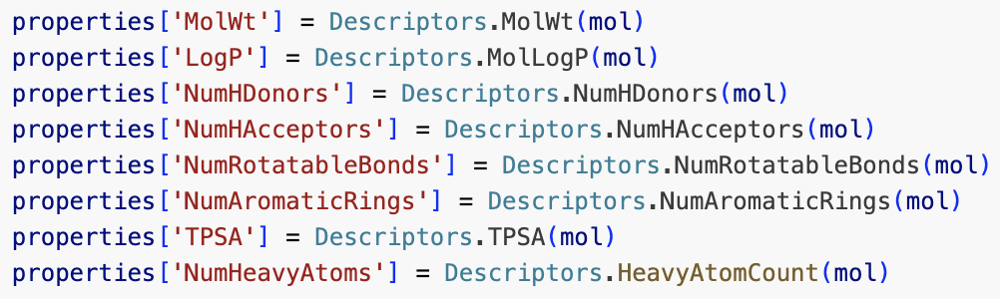 properties['MolWt'] = Descriptors.MolWt(mol)
properties['LogP'] = Descriptors.MolLogP(mol)
properties['NumHDonors'] = Descriptors.NumHDonors(mol)
properties['NumHAcceptors'] = Descriptors.NumHAcceptors(mol)
properties['NumRotatableBonds'] = Descriptors.NumRotatableBonds(mol)
properties['NumAromaticRings'] = Descriptors.NumAromaticRings(mol)
properties['TPSA'] = Descriptors.TPSA(mol)
properties['NumHeavyAtoms'] = Descriptors.HeavyAtomCount(mol)